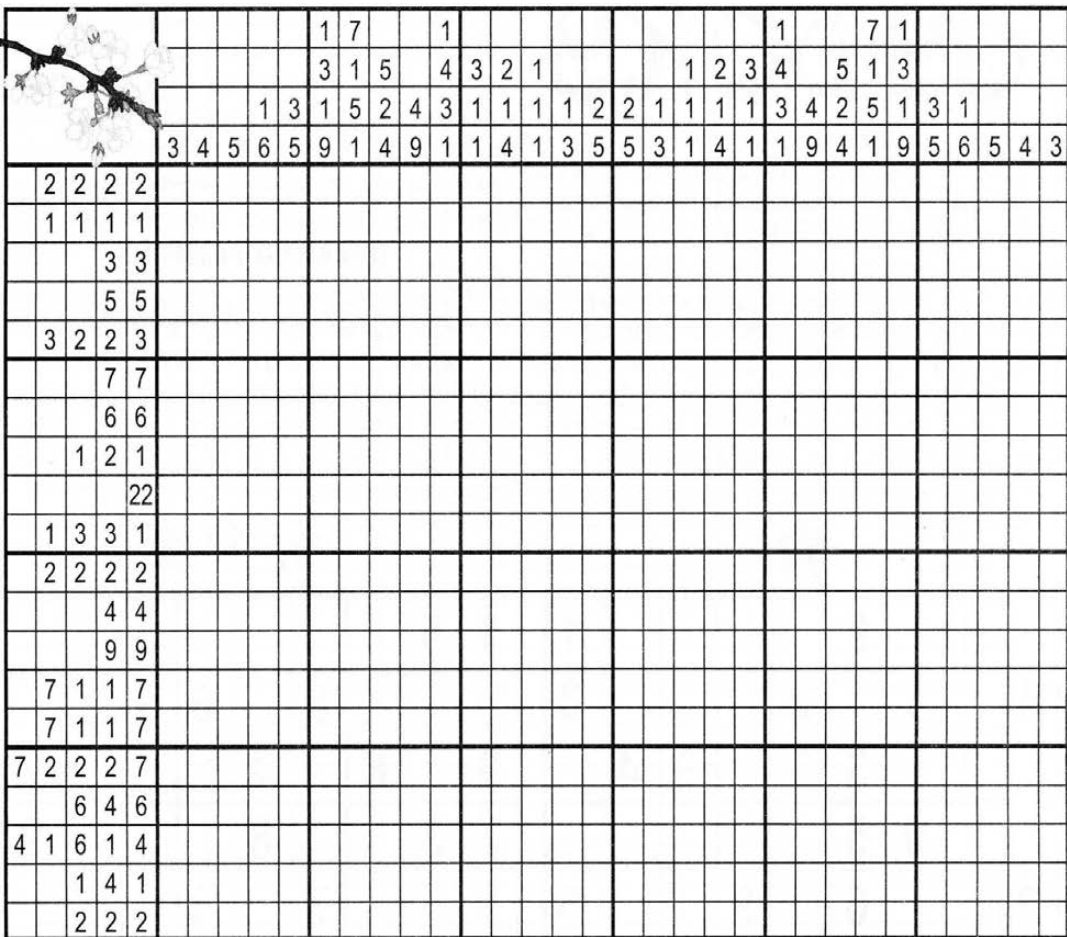 1 7 1 1 7 1
3 1 5 4 3 2 1 1 2 3 4 5 1 3
1 3 1 5 2 4 3 1 1 1 1 2 2 1 1 1 1 3 4 2 5 1 3 1
3 4 5 6 5 9 1 4 9 1 1 4 1 3 5 5 3 1 4 1 1 9 4 1 9 5 6 5 4 3
2 2 2 2
1 1 1 1
3 3
5 5
3 2 2 3
7 7
6 6
1 2 1
22
1 3 3 1
2 2 2 2
4 4
9 9
7 1 1 7
7 1 1 7
7 2 2 2 7
6 4 6
4 1 6 1 4
1 4 1
2 2 2